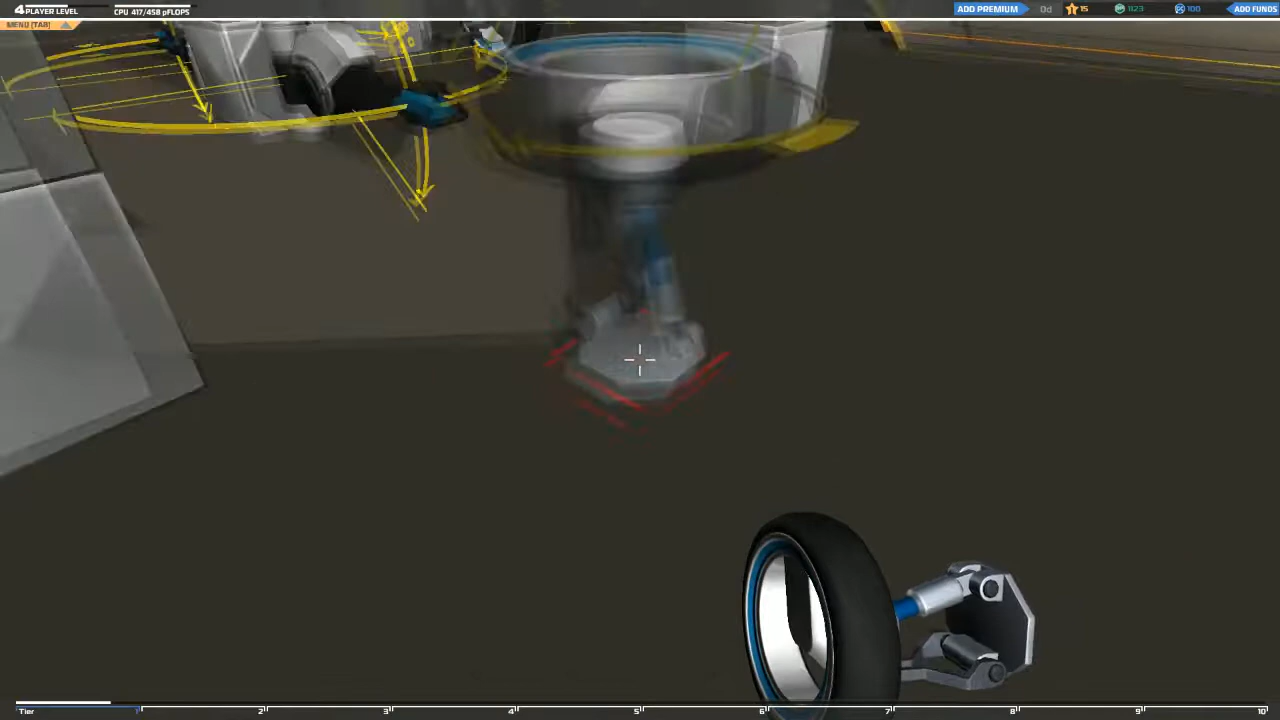 4 PLAYER LEVEL
CPU 417/458 pFLOPS
ADD PREMIUM
0d
15
1123
100
ADD FUNDS
MENU [TAB]
Tier
1
2
3
4
5
6
7
8
9
10